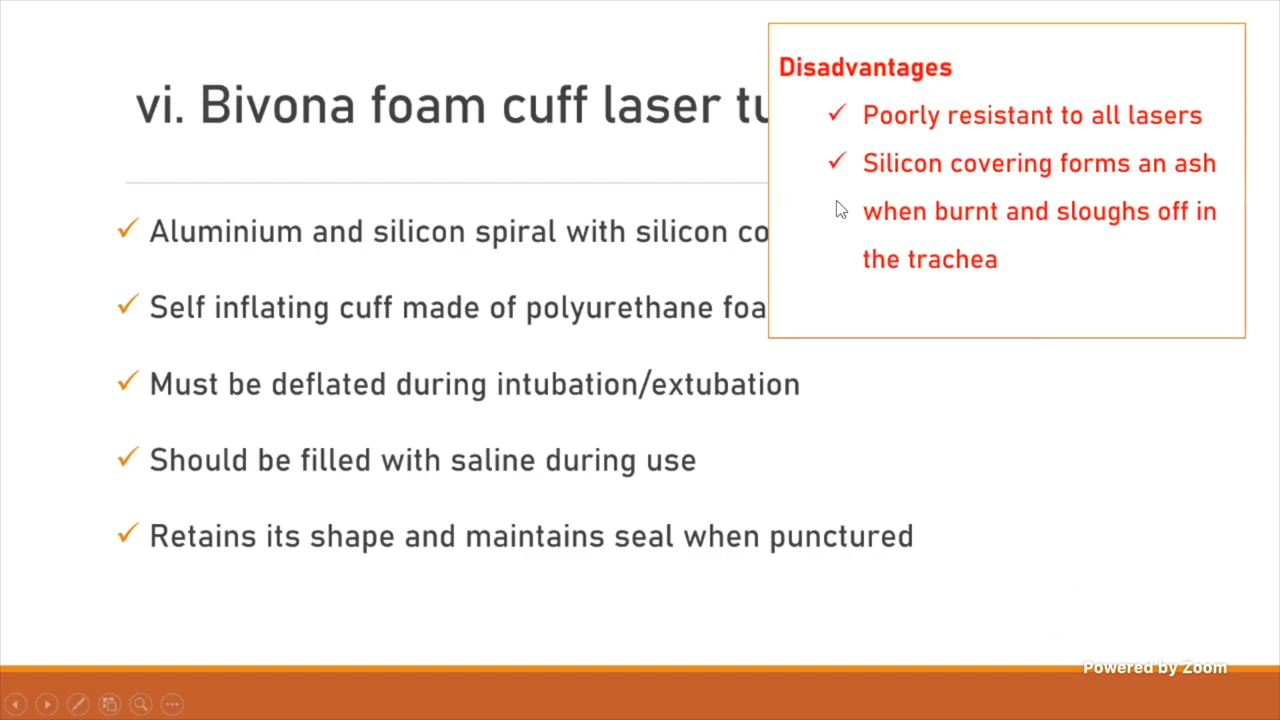 vi. Bivona foam cuff laser tu
Aluminium and silicon spiral with silicon co
Self inflating cuff made of polyurethane foa
Must be deflated during intubation/extubation
Should be filled with saline during use
Retains its shape and maintains seal when punctured
Disadvantages
Poorly resistant to all lasers
Silicon covering forms an ash
when burnt and sloughs off in
the trachea
Powered by Zoom